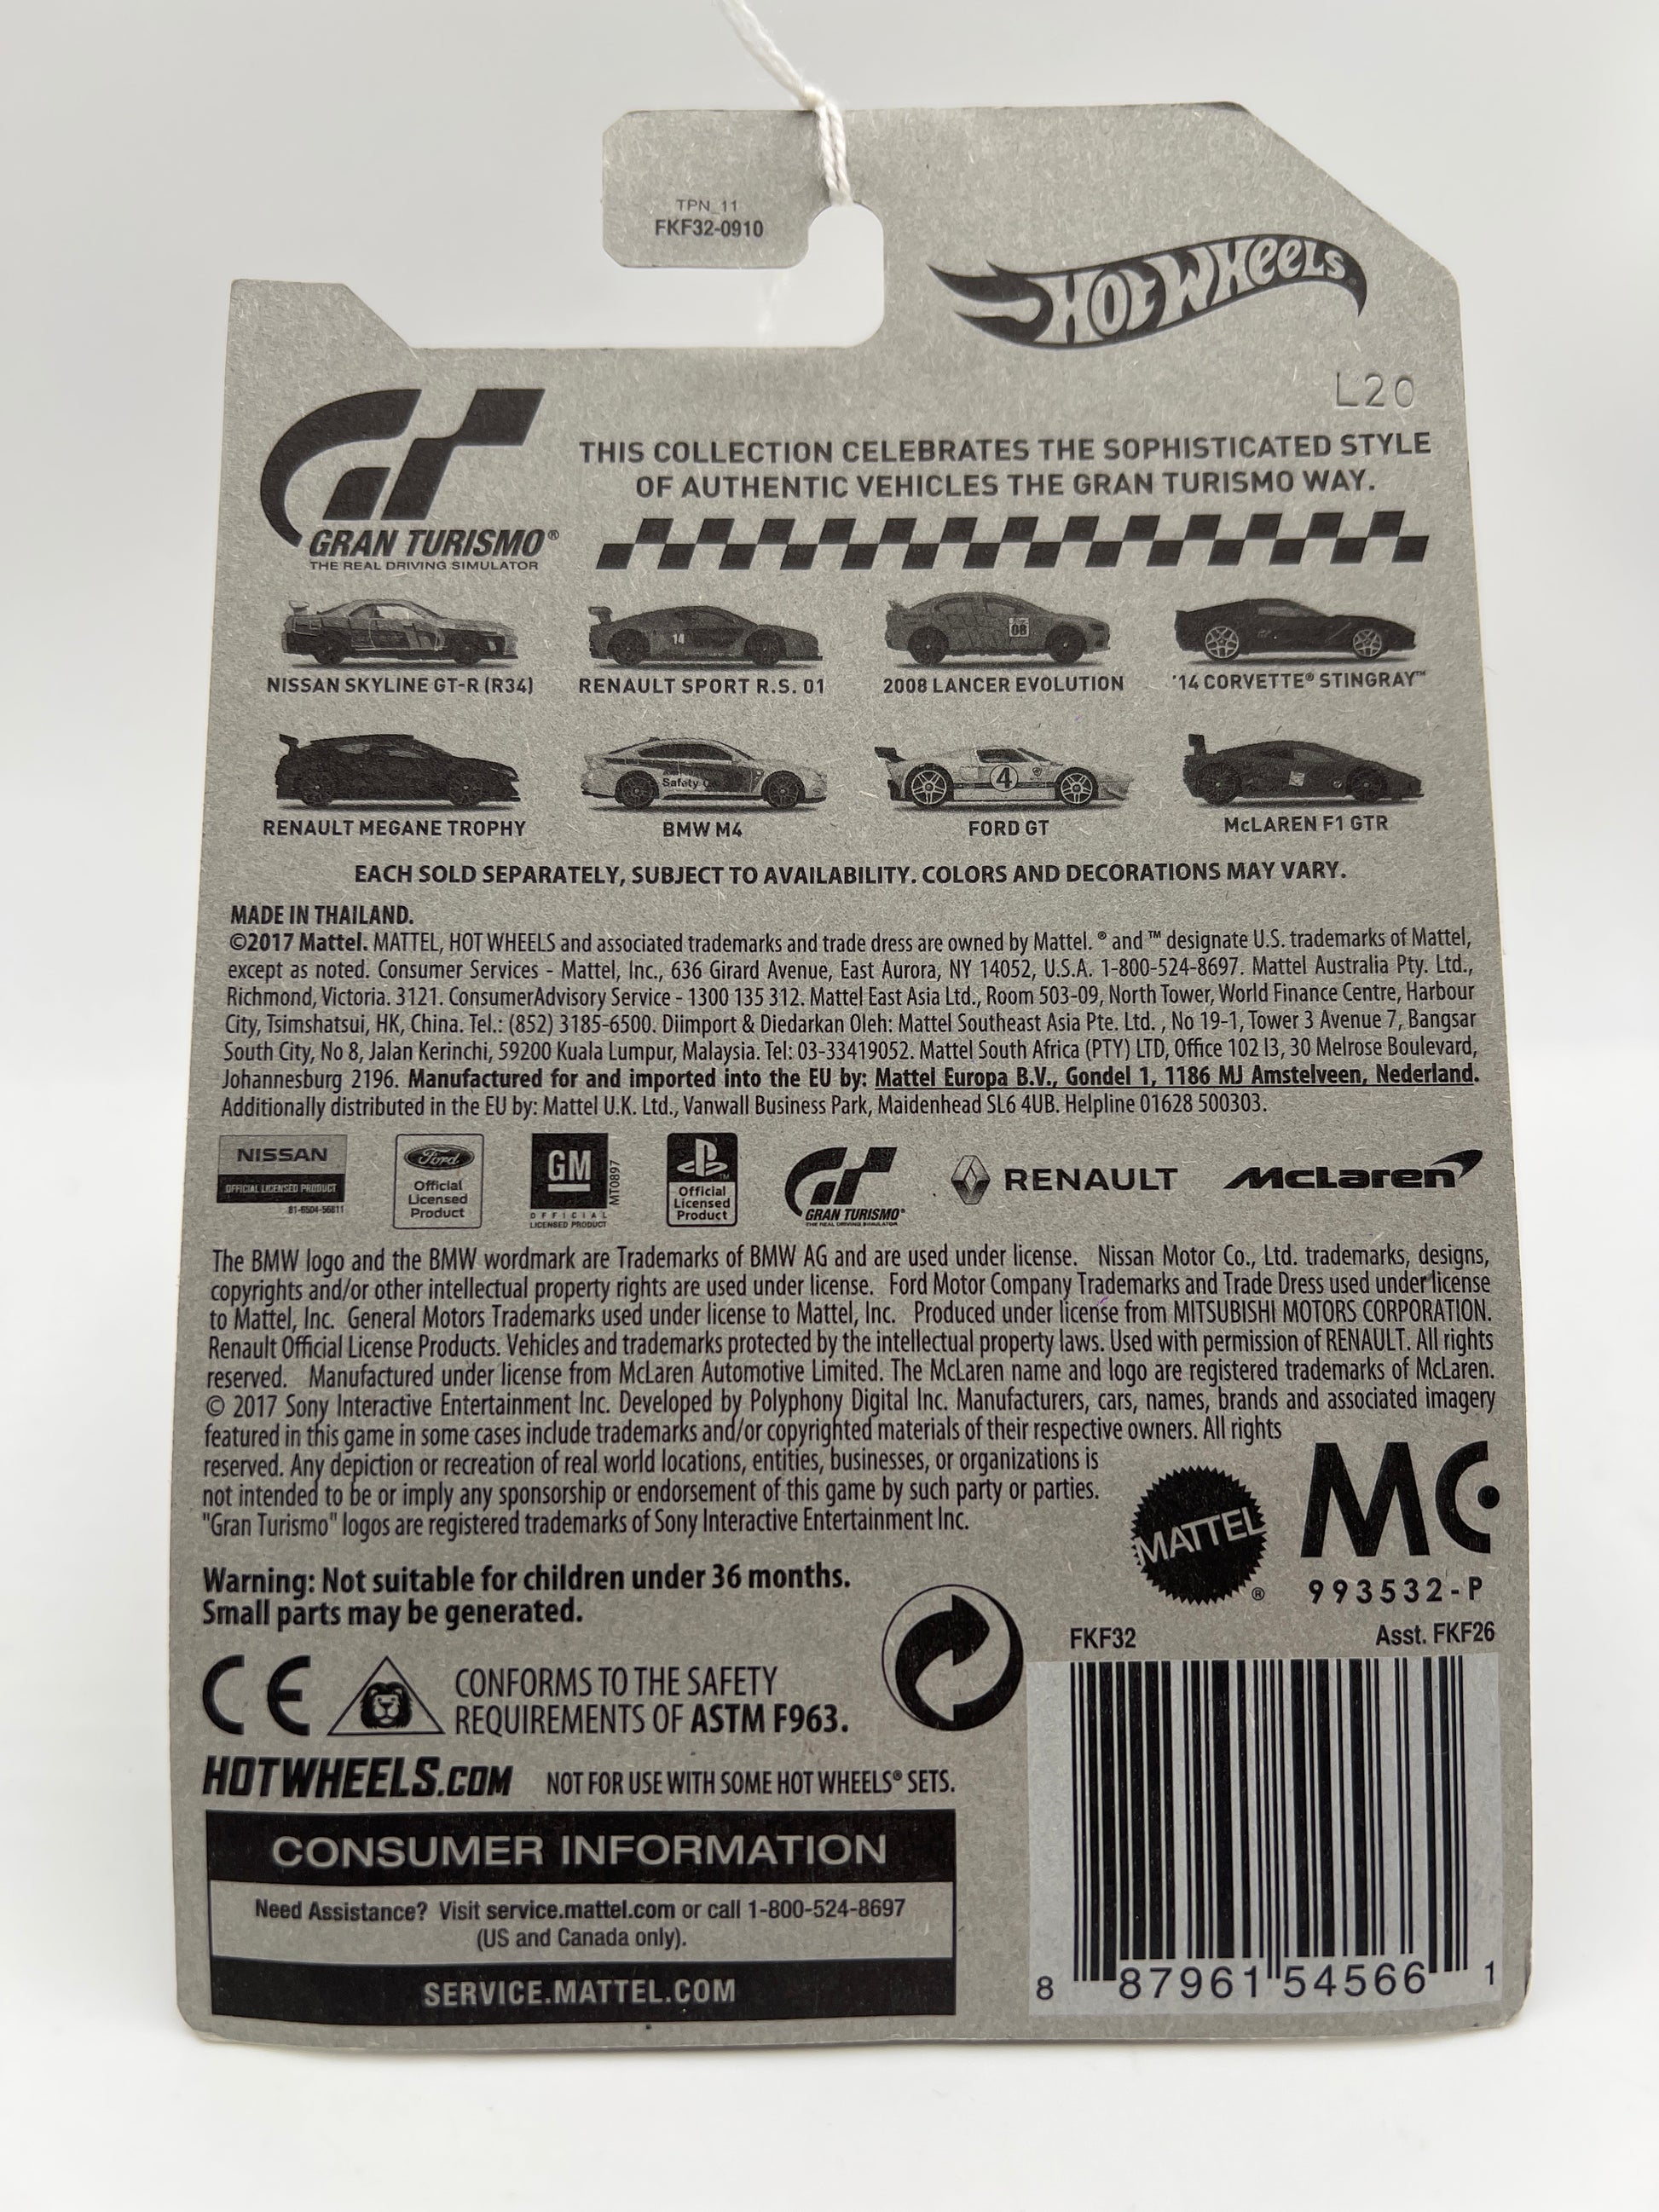 TPN_11
FKF32-0910
HOT WHEELS
L20
THIS COLLECTION CELEBRATES THE SOPHISTICATED STYLE
OF AUTHENTIC VEHICLES THE GRAN TURISMO WAY.
GT
GRAN TURISMO®
THE REAL DRIVING SIMULATOR
14
08
NISSAN SKYLINE GT-R (R34) RENAULT SPORT R.S. 01 2008 LANCER EVOLUTION '14 CORVETTE® STINGRAY™
Safety
4
RENAULT MEGANE TROPHY BMW M4 FORD GT McLAREN F1 GTR
EACH SOLD SEPARATELY, SUBJECT TO AVAILABILITY. COLORS AND DECORATIONS MAY VARY.
MADE IN THAILAND.
©2017 Mattel. MATTEL, HOT WHEELS and associated trademarks and trade dress are owned by Mattel. ® and ™ designate U.S. trademarks of Mattel,
except as noted. Consumer Services - Mattel, Inc., 636 Girard Avenue, East Aurora, NY 14052, U.S.A. 1-800-524-8697. Mattel Australia Pty. Ltd.,
Richmond, Victoria. 3121. ConsumerAdvisory Service - 1300 135 312. Mattel East Asia Ltd., Room 503-09, North Tower, World Finance Centre, Harbour
City, Tsimshatsui, HK, China. Tel.: (852) 3185-6500. Diimport & Diedarkan Oleh: Mattel Southeast Asia Pte. Ltd. , No 19-1, Tower 3 Avenue 7, Bangsar
South City, No 8, Jalan Kerinchi, 59200 Kuala Lumpur, Malaysia. Tel: 03-33419052. Mattel South Africa (PTY) LTD, Office 102 I3, 30 Melrose Boulevard,
Johannesburg 2196. Manufactured for and imported into the EU by: Mattel Europa B.V., Gondel 1, 1186 MJ Amstelveen, Nederland.
Additionally distributed in the EU by: Mattel U.K. Ltd., Vanwall Business Park, Maidenhead SL6 4UB. Helpline 01628 500303.
NISSAN
OFFICIAL LICENSED PRODUCT
81-6504-56811
Ford
Official
Licensed
Product
GM
MT0897
OFFICIAL
LICENSED PRODUCT
Official
Licensed
Product
GT
GRAN TURISMO®
THE REAL DRIVING SIMULATOR
RENAULT
McLaren
The BMW logo and the BMW wordmark are Trademarks of BMW AG and are used under license. Nissan Motor Co., Ltd. trademarks, designs,
copyrights and/or other intellectual property rights are used under license. Ford Motor Company Trademarks and Trade Dress used under license
to Mattel, Inc. General Motors Trademarks used under license to Mattel, Inc. Produced under license from MITSUBISHI MOTORS CORPORATION.
Renault Official License Products. Vehicles and trademarks protected by the intellectual property laws. Used with permission of RENAULT. All rights
reserved. Manufactured under license from McLaren Automotive Limited. The McLaren name and logo are registered trademarks of McLaren.
© 2017 Sony Interactive Entertainment Inc. Developed by Polyphony Digital Inc. Manufacturers, cars, names, brands and associated imagery
featured in this game in some cases include trademarks and/or copyrighted materials of their respective owners. All rights
reserved. Any depiction or recreation of real world locations, entities, businesses, or organizations is
not intended to be or imply any sponsorship or endorsement of this game by such party or parties.
"Gran Turismo" logos are registered trademarks of Sony Interactive Entertainment Inc.
MATTEL®
MC
993532-P
Warning: Not suitable for children under 36 months.
Small parts may be generated.
CE
CONFORMS TO THE SAFETY
REQUIREMENTS OF ASTM F963.
FKF32 Asst. FKF26
HOTWHEELS.COM NOT FOR USE WITH SOME HOT WHEELS® SETS.
CONSUMER INFORMATION
Need Assistance? Visit service.mattel.com or call 1-800-524-8697
(US and Canada only).
SERVICE.MATTEL.COM
8 87961 54566 1